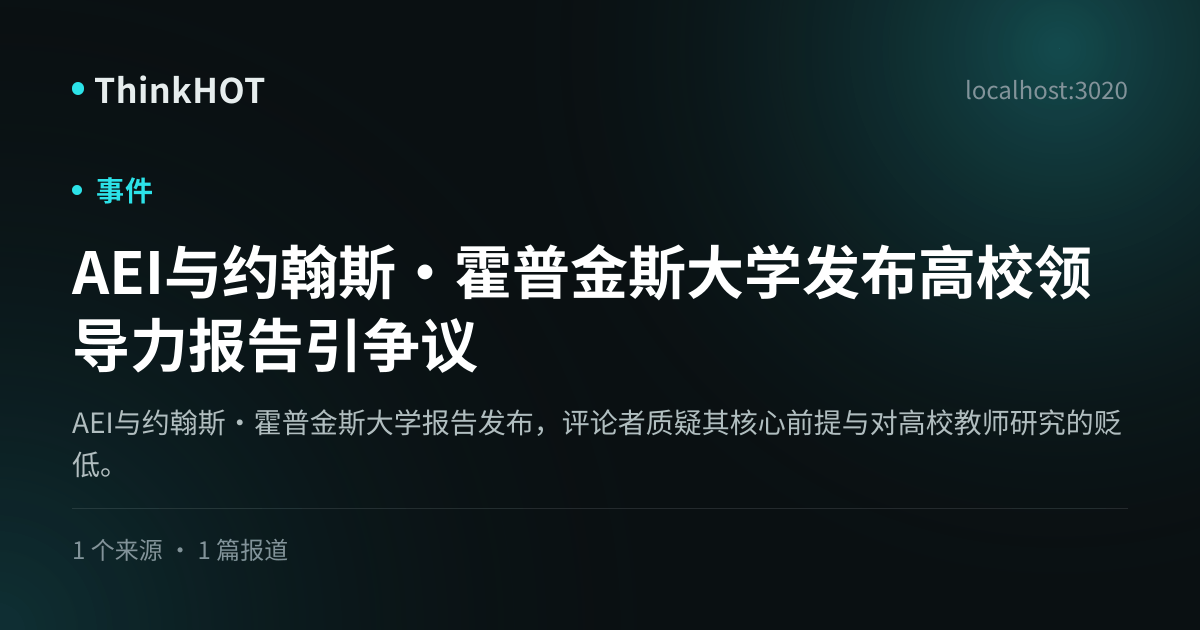 ThinkHOT
localhost:3020
事件
AEI与约翰斯·霍普金斯大学发布高校领
导力报告引争议
AEI与约翰斯·霍普金斯大学报告发布，评论者质疑其核心前提与对高校教师研究的贬
低。
1 个来源 · 1 篇报道